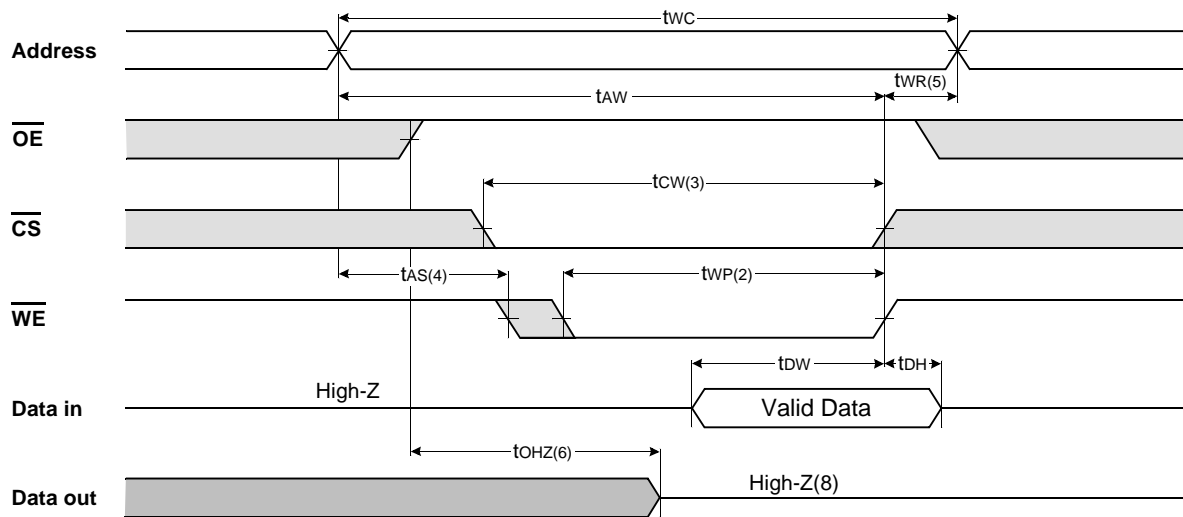 tWC
Address
tWR(5)
tAW
OE
tCW(3)
CS
tAS(4)
tWP(2)
WE
tDW
tDH
High-Z
Data in
Valid Data
tOHZ(6)
High-Z(8)
Data out